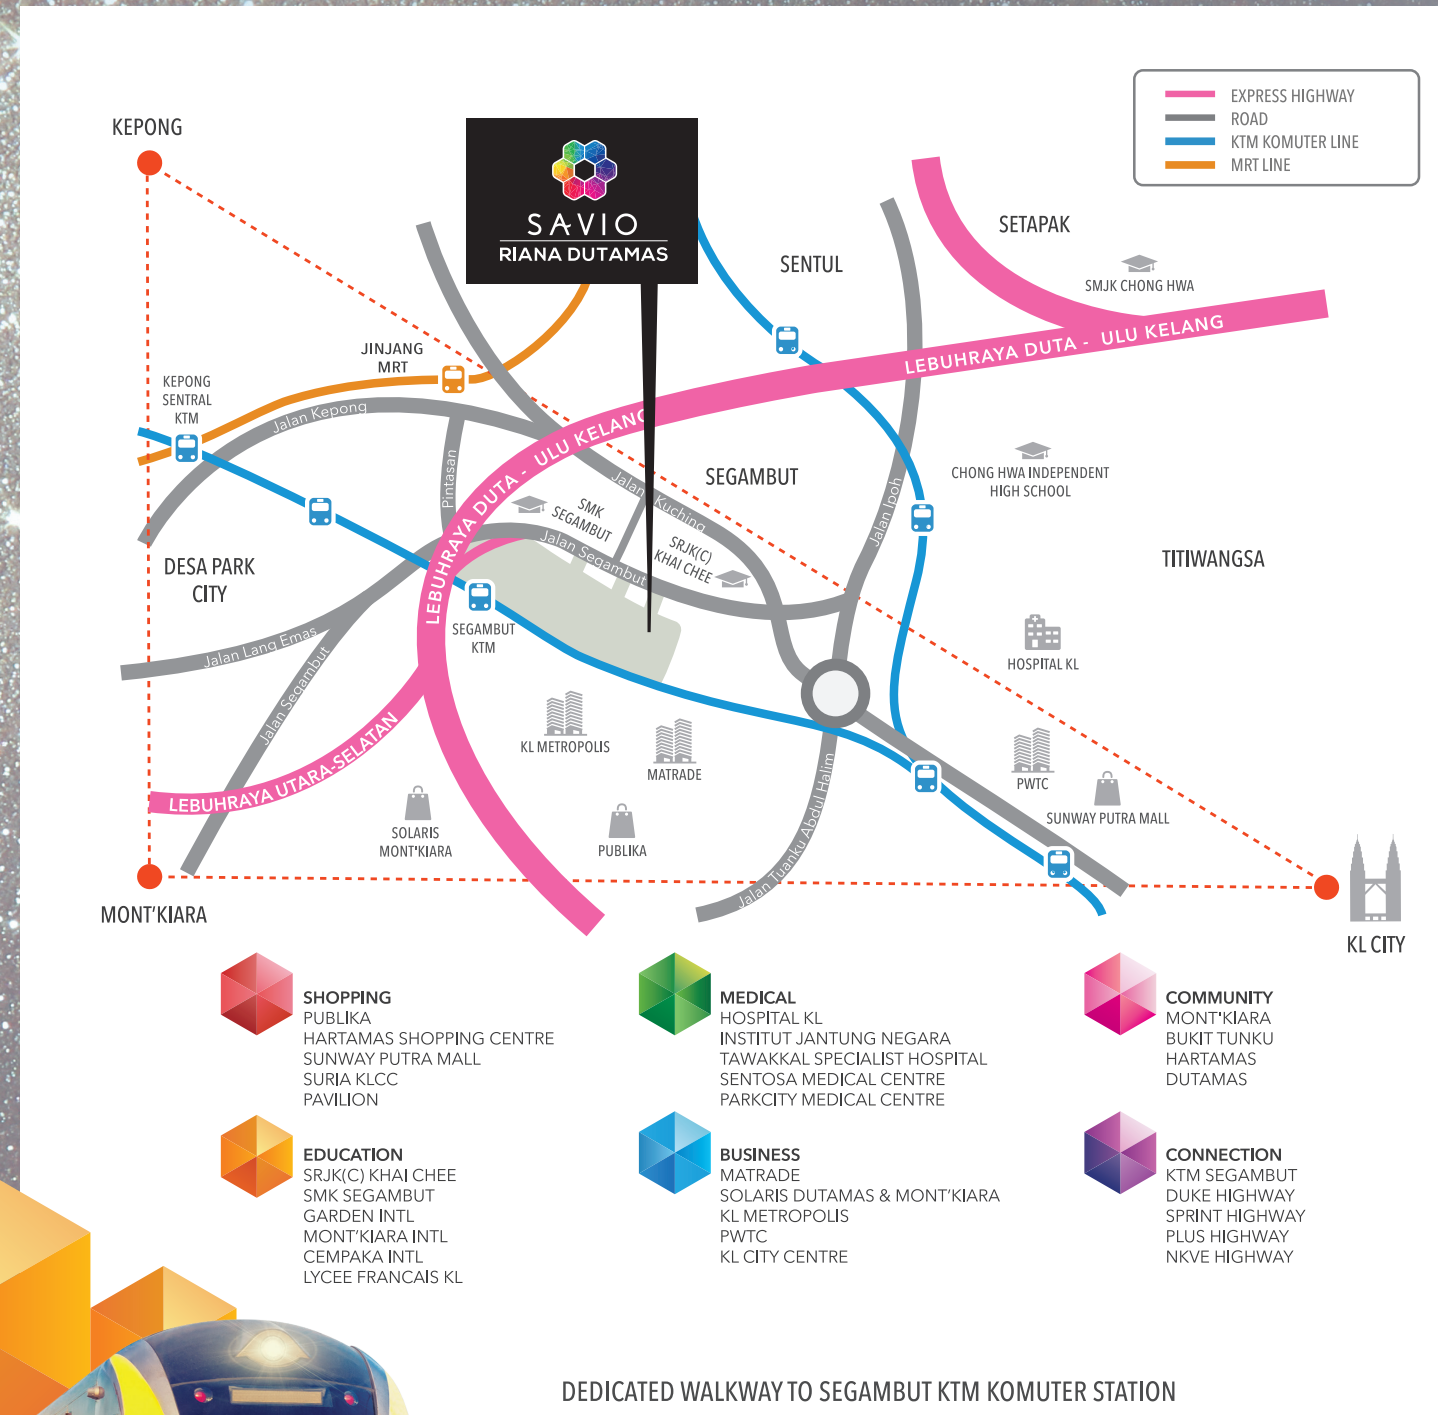 KEPONG
SAVIO
RIANA DUTAMAS
EXPRESS HIGHWAY
ROAD
KTM KOMUTER LINE
MRT LINE
SETAPAK
SENTUL
SMJK CHONG HWA
LEBUHRAYA DUTA - ULU KELANG
JINJANG
MRT
KEPONG
SENTRAL
KTM
Jalan Kepong
LEBUHRAYA DUTA - ULU KELANG
Pintasan
SEGAMBUT
Jalan Kuching
Jalan Ipoh
CHONG HWA INDEPENDENT
HIGH SCHOOL
SMK
SEGAMBUT
Jalan Segambut
SRJK(C)
KHAI CHEE
DESA PARK
CITY
TITIWANGSA
SEGAMBUT
KTM
Jalan Lang Emas
Jalan Segambut
HOSPITAL KL
LEBUHRAYA UTARA-SELATAN
KL METROPOLIS
MATRADE
PWTC
SUNWAY PUTRA MALL
SOLARIS
MONT'KIARA
PUBLIKA
Jalan Tuanku Abdul Halim
MONT'KIARA
KL CITY
SHOPPING
PUBLIKA
HARTAMAS SHOPPING CENTRE
SUNWAY PUTRA MALL
SURIA KLCC
PAVILION
MEDICAL
HOSPITAL KL
INSTITUT JANTUNG NEGARA
TAWAKKAL SPECIALIST HOSPITAL
SENTOSA MEDICAL CENTRE
PARKCITY MEDICAL CENTRE
COMMUNITY
MONT'KIARA
BUKIT TUNKU
HARTAMAS
DUTAMAS
EDUCATION
SRJK(C) KHAI CHEE
SMK SEGAMBUT
GARDEN INTL
MONT'KIARA INTL
CEMPAKA INTL
LYCEE FRANCAIS KL
BUSINESS
MATRADE
SOLARIS DUTAMAS & MONT'KIARA
KL METROPOLIS
PWTC
KL CITY CENTRE
CONNECTION
KTM SEGAMBUT
DUKE HIGHWAY
SPRINT HIGHWAY
PLUS HIGHWAY
NKVE HIGHWAY
DEDICATED WALKWAY TO SEGAMBUT KTM KOMUTER STATION